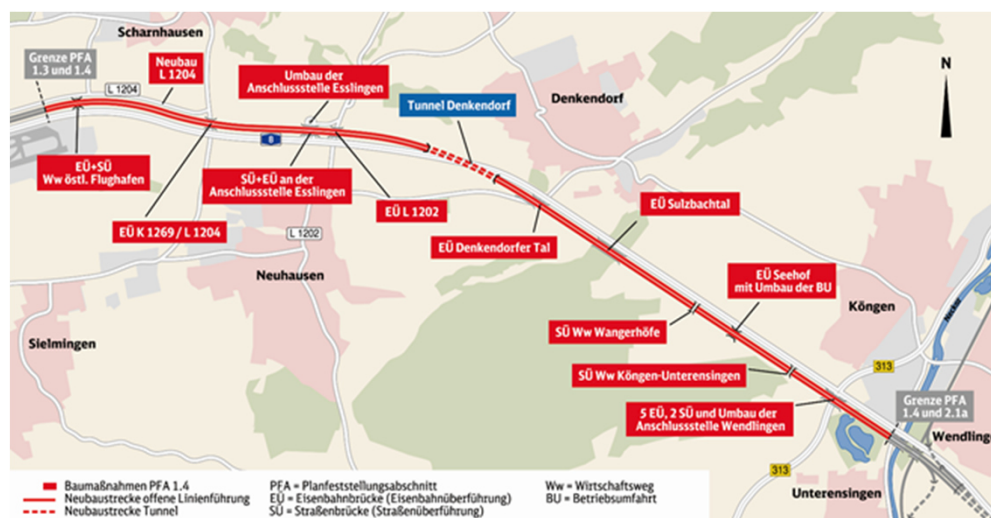 Scharnhausen
Grenze PFA
1.3 und 1.4
L 1204
Neubau
L 1204
Umbau der
Anschlussstelle Esslingen
Tunnel Denkendorf
Denkendorf
N
8
EÜ+SÜ
Ww östl. Flughafen
SÜ+EÜ an der
Anschlussstelle Esslingen
EÜ L 1202
EÜ K 1269 / L 1204
L 1202
EÜ Sulzbachtal
EÜ Denkendorfer Tal
Neuhausen
EÜ Seehof
mit Umbau der BU
Köngen
Neckar
Sielmingen
SÜ Ww Wangerhöfe
313
SÜ Ww Köngen-Unterensingen
Grenze PFA
1.4 und 2.1a
5 EÜ, 2 SÜ und Umbau der
Anschlussstelle Wendlingen
Wendlinge
313
Unterensingen
Baumaßnahmen PFA 1.4
Neubaustrecke offene Linienführung
Neubaustrecke Tunnel
PFA = Planfeststellungsabschnitt
EÜ = Eisenbahnbrücke (Eisenbahnüberführung)
SÜ = Straßenbrücke (Straßenüberführung)
Ww = Wirtschaftsweg
BU = Betriebsumfahrt